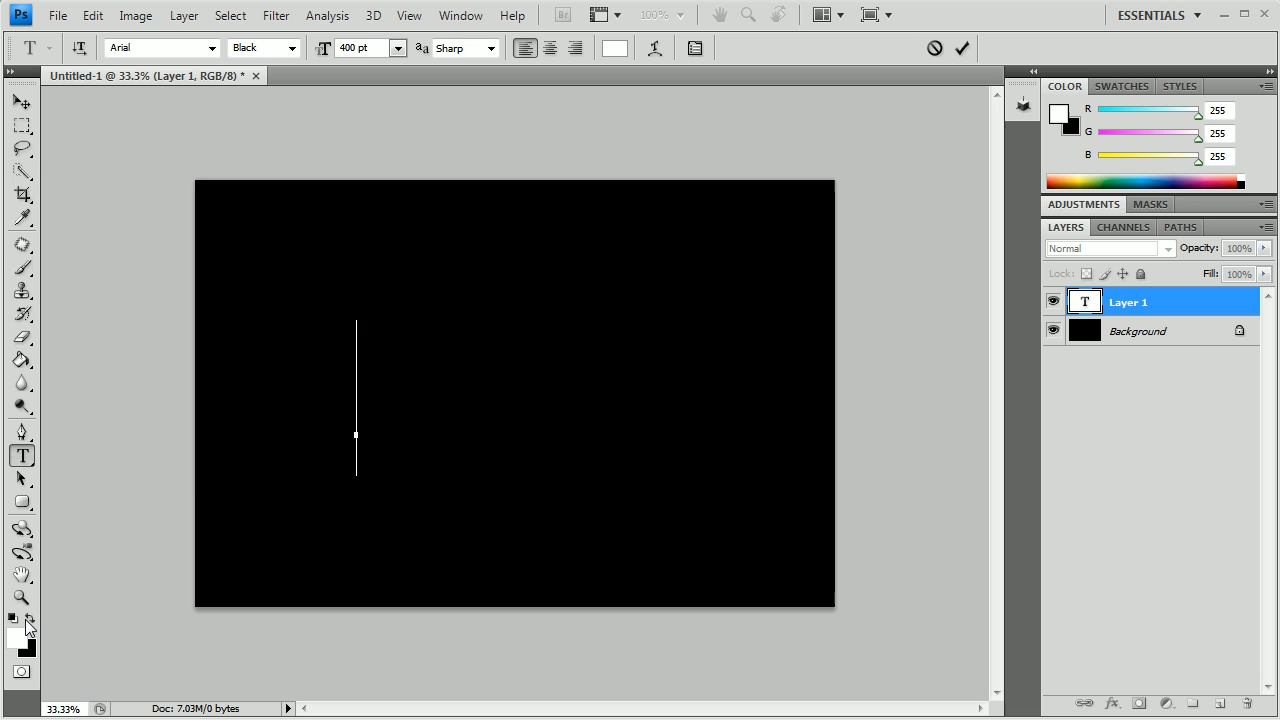 Ps File Edit Image Layer Select Filter Analysis 3D View Window Help Br 100% ESSENTIALS
T Arial Black 400 pt Sharp
Untitled-1 @ 33.3% (Layer 1, RGB/8) *
COLOR SWATCHES STYLES
R 255
G 255
B 255
ADJUSTMENTS MASKS
LAYERS CHANNELS PATHS
Normal Opacity: 100%
Lock: Fill: 100%
T Layer 1
Background
T
33.33% Doc: 7.03M/0 bytes